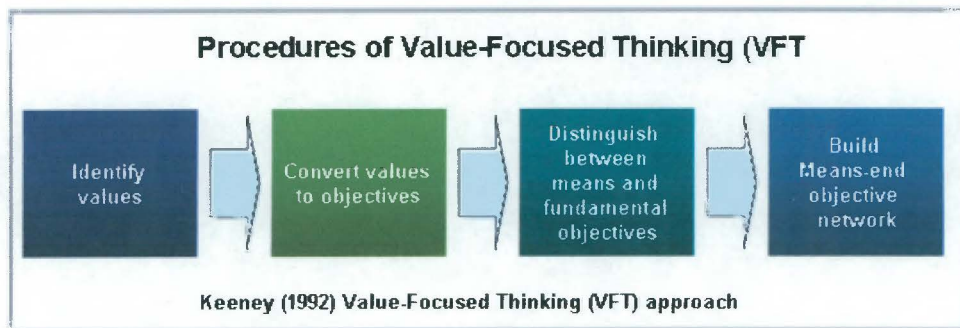 Procedures of Value-Focused Thinking (VFT
Identify
values
Convert values
to objectives
Distinguish
between
means and
fundamental
objectives
Build
Means-end
objective
network
Keeney (1992) Value-Focused Thinking (VFT) approach